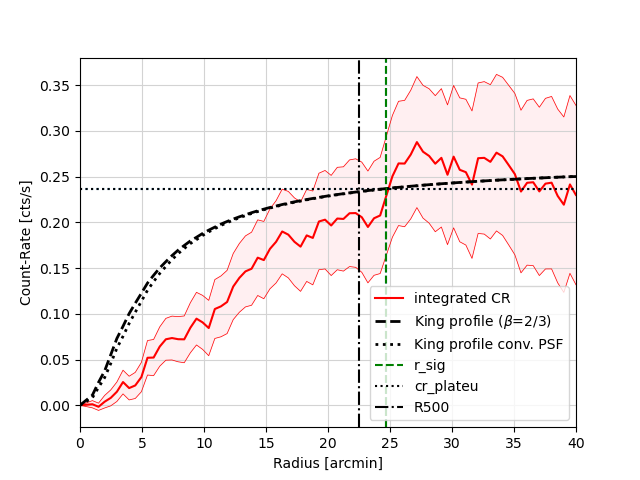 0.35
0.30
0.25
0.20
0.15
0.10
0.05
0.00
Count-Rate [cts/s]
integrated CR
King profile (β=2/3)
King profile conv. PSF
r_sig
cr_plateu
R500
0 5 10 15 20 25 30 35 40
Radius [arcmin]